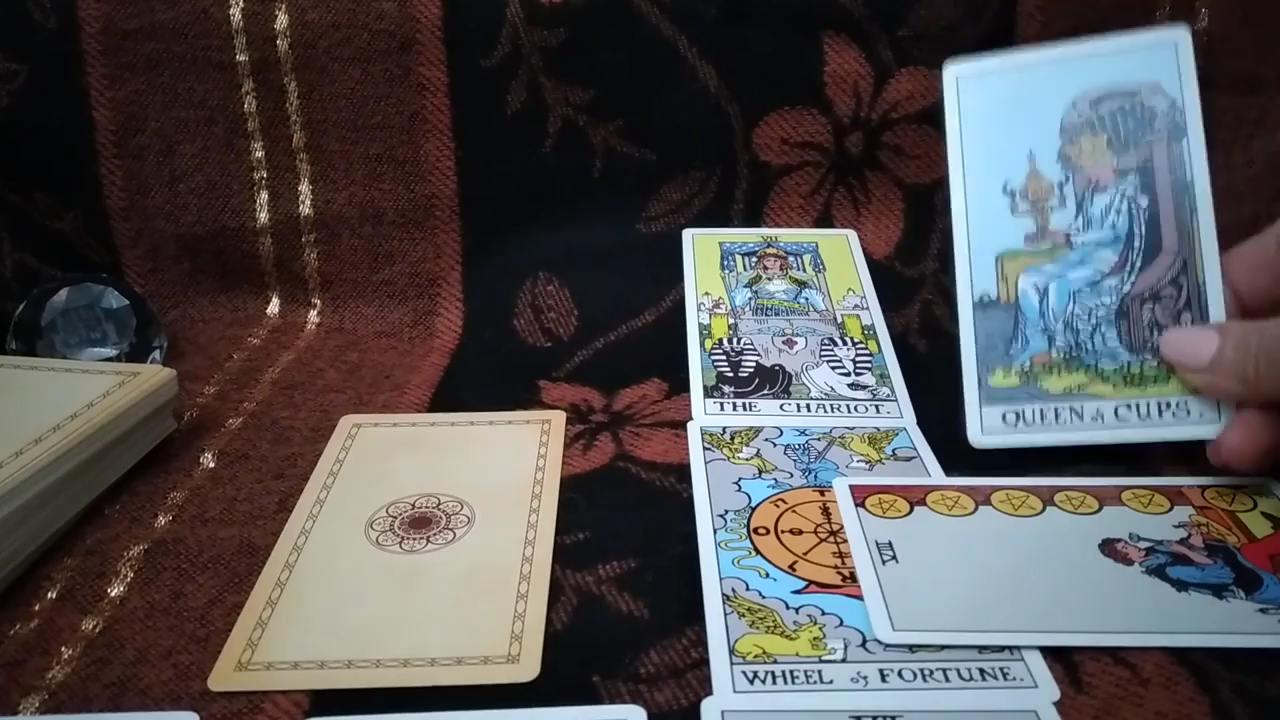 VII
THE CHARIOT.
QUEEN of CUPS.
X
VIII
WHEEL of FORTUNE.